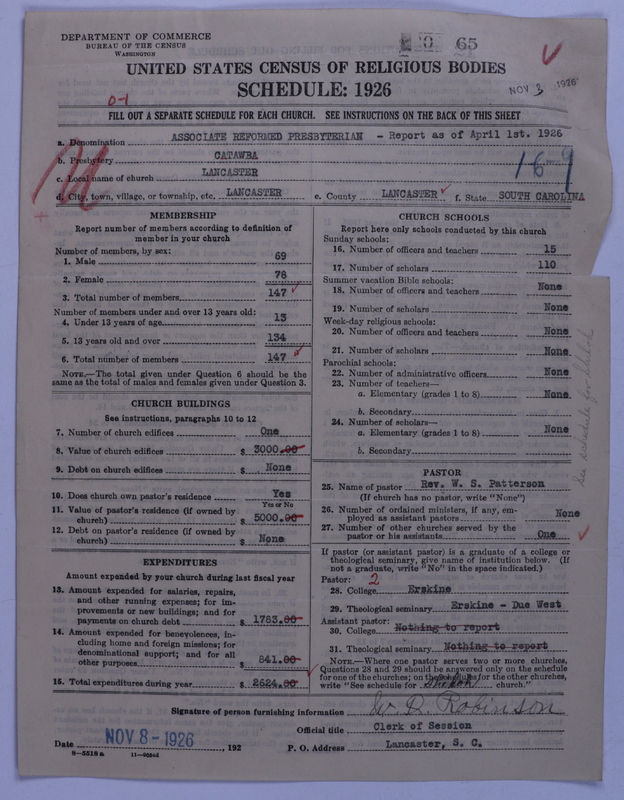 DEPARTMENT OF COMMERCE
BUREAU OF THE CENSUS
WASHINGTON
0 65
UNITED STATES CENSUS OF RELIGIOUS BODIES
SCHEDULE: 1926
NOV 3 1926
0-1
FILL OUT A SEPARATE SCHEDULE FOR EACH CHURCH. SEE INSTRUCTIONS ON THE BACK OF THIS SHEET
a. Denomination ASSOCIATE REFORMED PRESBYTERIAN - Report as of April 1st. 1926
b. Presbytery CATAWBA
16-9
c. Local name of church LANCASTER
d. City, town, village, or township, etc. LANCASTER e. County LANCASTER f. State SOUTH CAROLINA
MEMBERSHIP
Report number of members according to definition of
member in your church
Number of members, by sex:
1. Male 69
2. Female 78
3. Total number of members 147
Number of members under and over 13 years old:
4. Under 13 years of age 13
5. 13 years old and over 134
6. Total number of members 147
NOTE.—The total given under Question 6 should be
same as the total of males and females given under Question 3.
CHURCH BUILDINGS
See instructions, paragraphs 10 to 12
7. Number of church edifices One
8. Value of church edifices $ 3000.00
9. Debt on church edifices $ None
10. Does church own pastor's residence Yes
Yes or No
11. Value of pastor's residence (if owned by
church) $ 5000.00
12. Debt on pastor's residence (if owned by
church) $ None
EXPENDITURES
Amount expended by your church during last fiscal year
13. Amount expended for salaries, repairs,
and other running expenses; for im-
provements or new buildings; and for
payments on church debt $ 1783.00
14. Amount expended for benevolences, in-
cluding home and foreign missions; for
denominational support; and for all
other purposes $ 841.00
15. Total expenditures during year $ 2624.00
CHURCH SCHOOLS
Report here only schools conducted by this church
Sunday schools:
16. Number of officers and teachers 15
17. Number of scholars 110
Summer vacation Bible schools:
18. Number of officers and teachers None
19. Number of scholars None
Week-day religious schools:
20. Number of officers and teachers None
21. Number of scholars None
Parochial schools:
22. Number of administrative officers None
23. Number of teachers—
a. Elementary (grades 1 to 8) None
b. Secondary
24. Number of scholars—
a. Elementary (grades 1 to 8) None
b. Secondary
See schedule for Shiloh
PASTOR
25. Name of pastor Rev. W. S. Patterson
(If church has no pastor, write "None")
26. Number of ordained ministers, if any, em-
ployed as assistant pastors None
27. Number of other churches served by the
pastor or his assistants One
If pastor (or assistant pastor) is a graduate of a college or
theological seminary, give name of institution below. (If
not a graduate, write "No" in the space indicated.)
Pastor: 2
28. College Erskine
29. Theological seminary Erskine - Due West
Assistant pastor:
30. College Nothing to report
31. Theological seminary Nothing to report
NOTE.—Where one pastor serves two or more churches,
Questions 28 and 29 should be answered only on the schedule
for one of the churches; on the schedules for the other churches,
write "See schedule for Shiloh church."
Signature of person furnishing information W D Robinson
Official title Clerk of Session
Date NOV 8 - 1926, 192 P. O. Address Lancaster, S. C.
8—5518 a